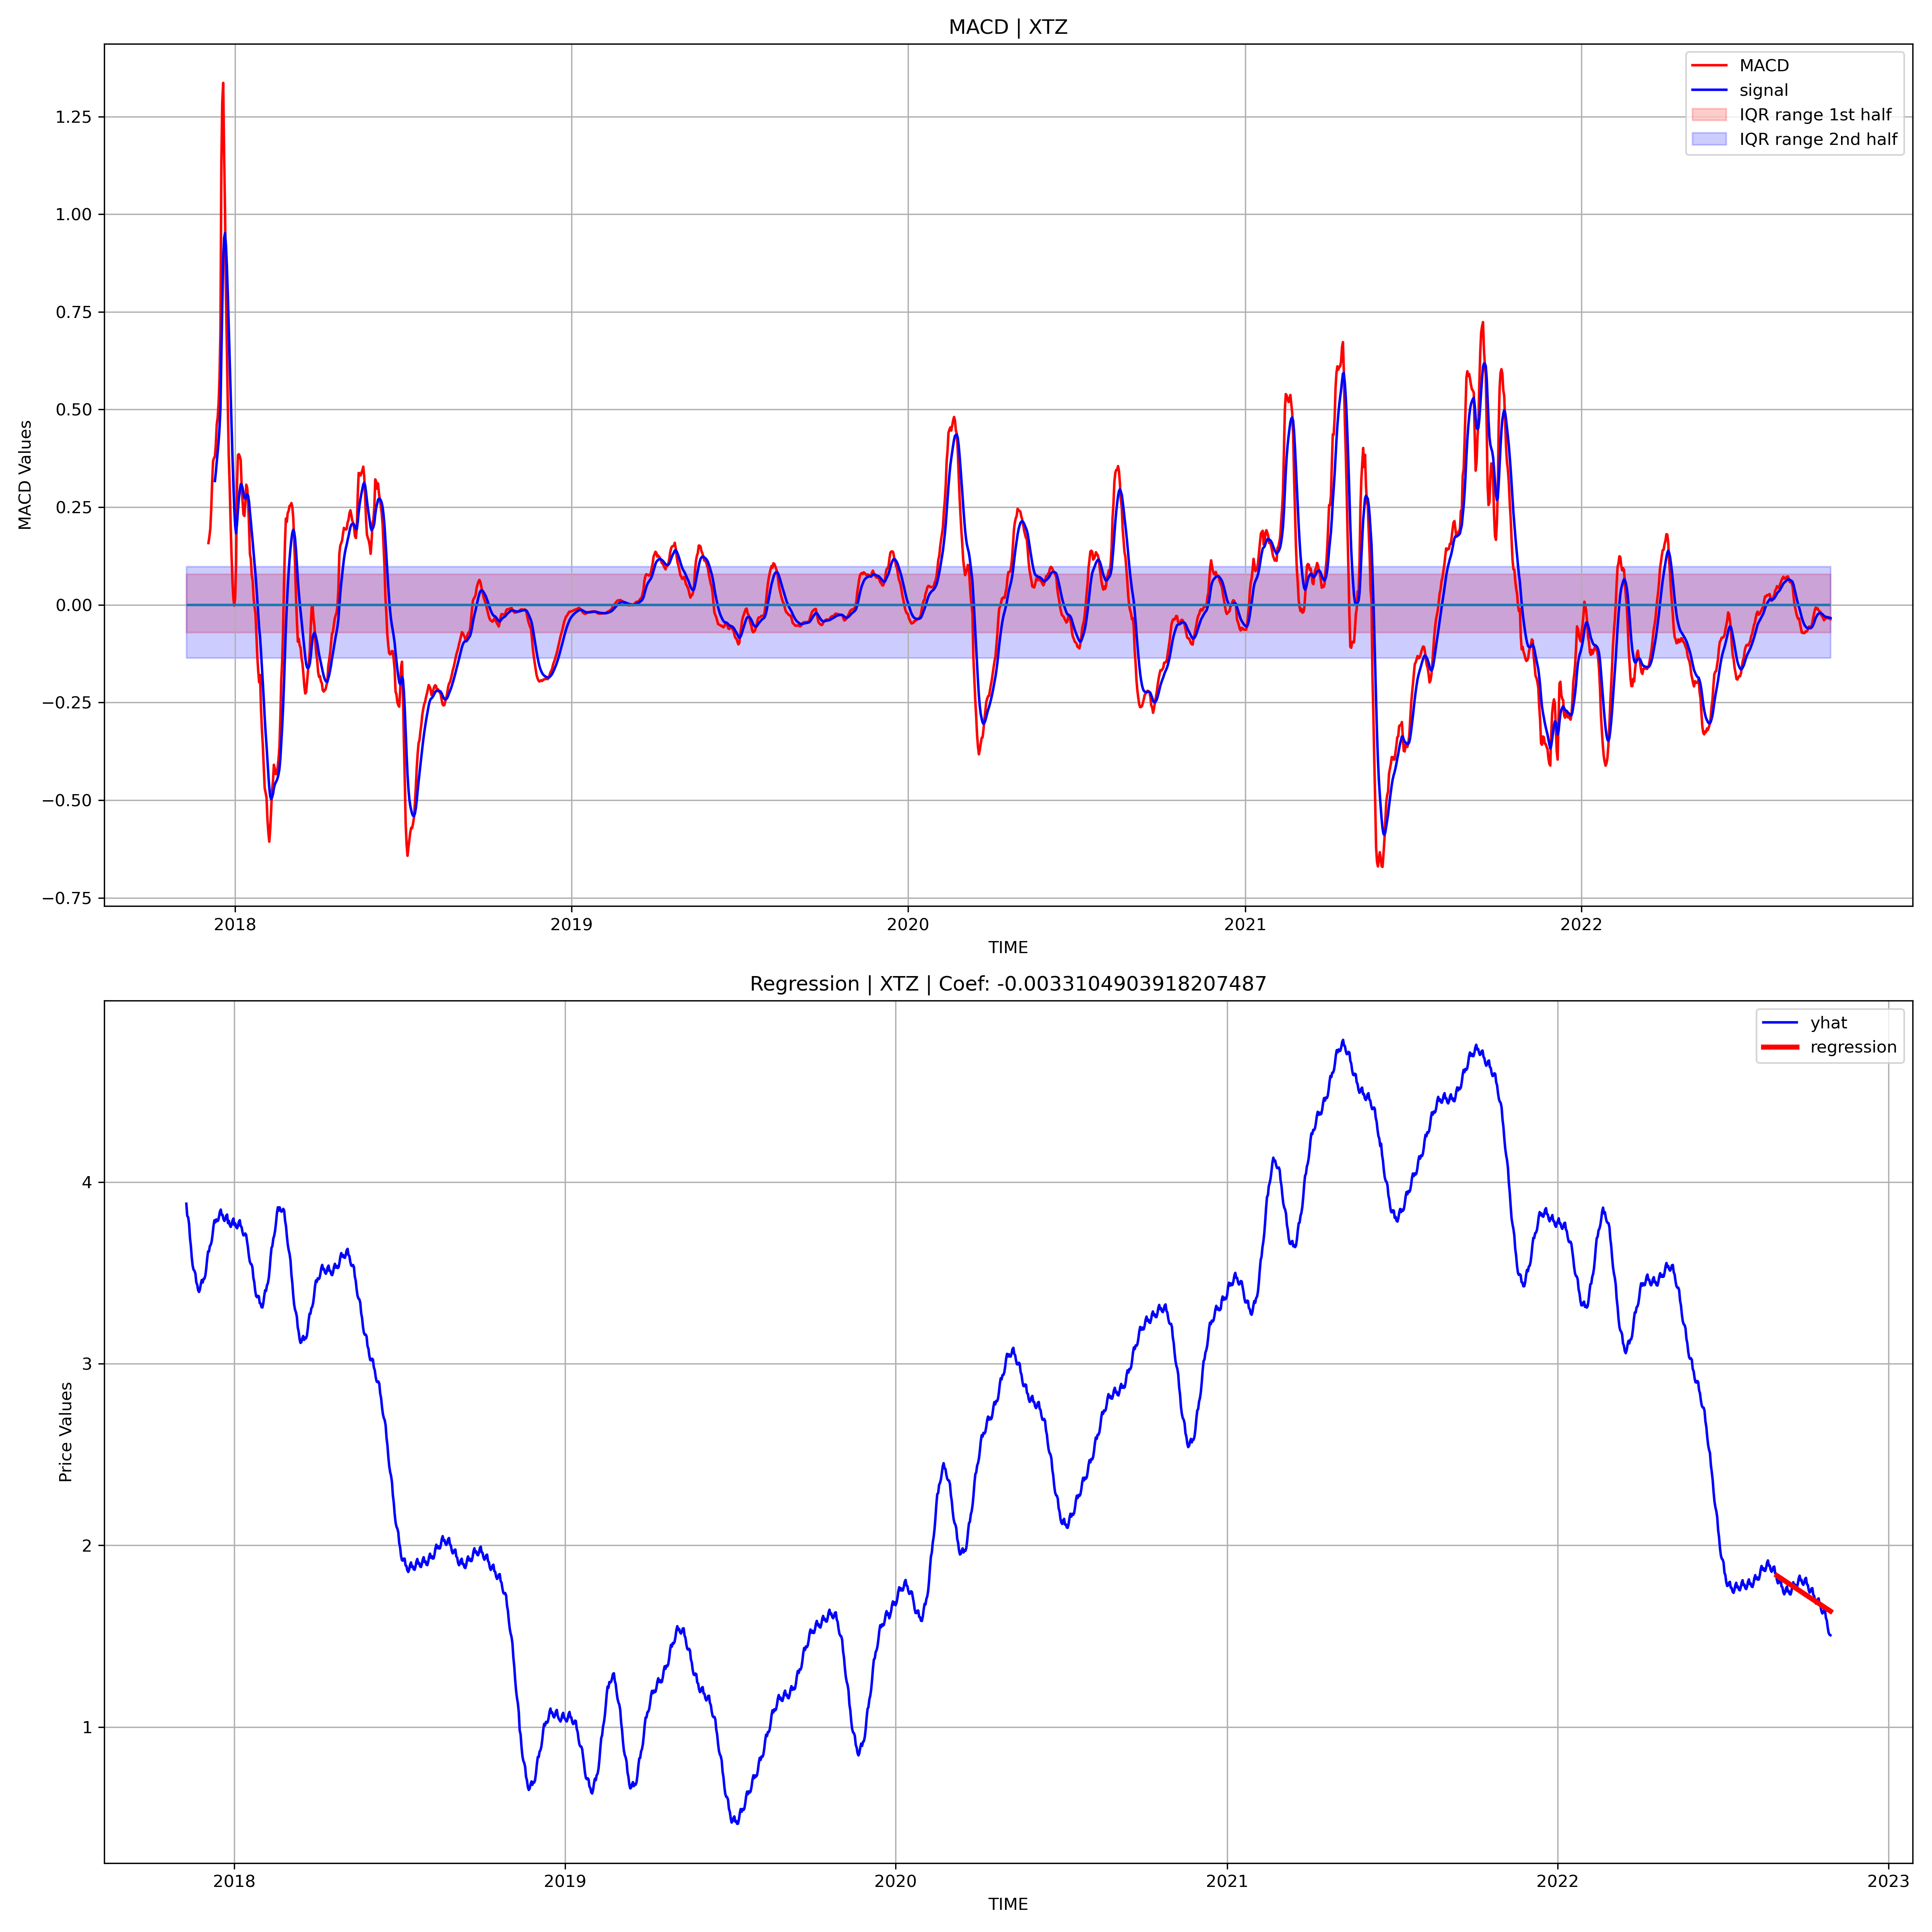 MACD | XTZ
MACD Values
1.25
1.00
0.75
0.50
0.25
0.00
−0.25
−0.50
−0.75
MACD
signal
IQR range 1st half
IQR range 2nd half
2018
2019
2020
2021
2022
TIME
Regression | XTZ | Coef: -0.0033104903918207487
Price Values
4
3
2
1
yhat
regression
2018
2019
2020
2021
2022
2023
TIME